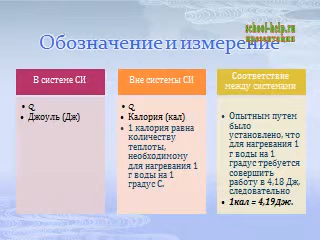 school-help.ru
презентации
Обозначение и измерение
В системе СИ
• Q
• Джоуль (Дж)
Вне системы СИ
• Q
• Калория (кал)
• 1 калория равна
количеству
теплоты,
необходимому
для нагревания 1
г воды на 1
градус С.
Соответствие
между системами
• Опытным путем
было
установлено, что
для нагревания 1
г воды на 1
градус требуется
совершить
работу в 4,18 Дж,
следовательно
• 1кал = 4,19Дж.